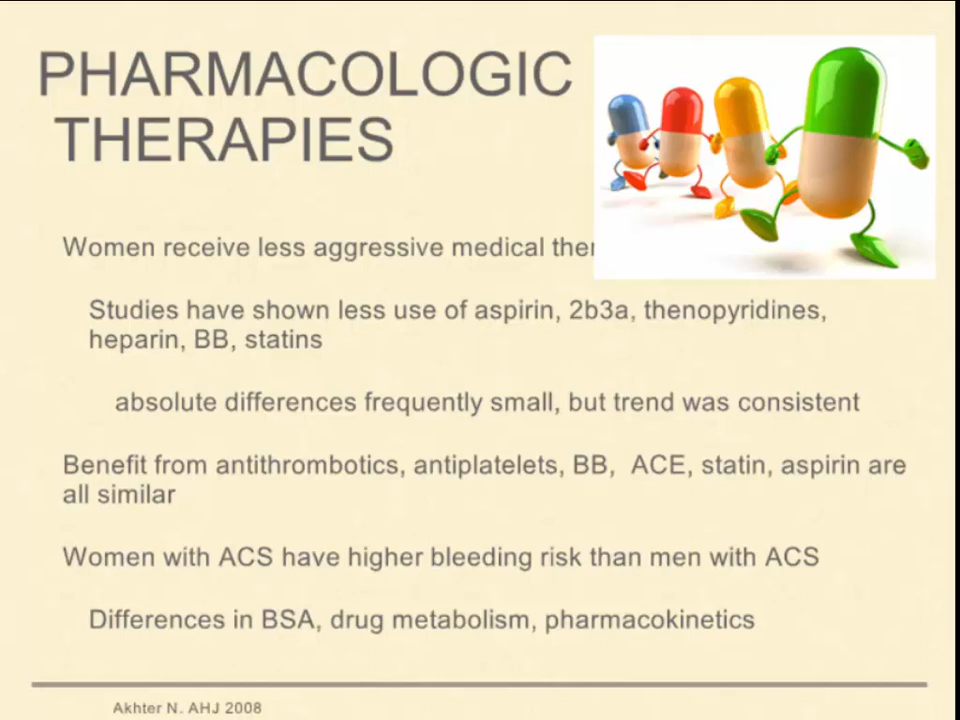 PHARMACOLOGIC
THERAPIES
Women receive less aggressive medical
Studies have shown less use of aspirin, 2b3a, thenopyridines,
heparin, BB, statins
absolute differences frequently small, but trend was consistent
Benefit from antithrombotics, antiplatelets, BB, ACE, statin, aspirin are
all similar
Women with ACS have higher bleeding risk than men with ACS
Differences in BSA, drug metabolism, pharmacokinetics
Akhter N. AHJ 2008